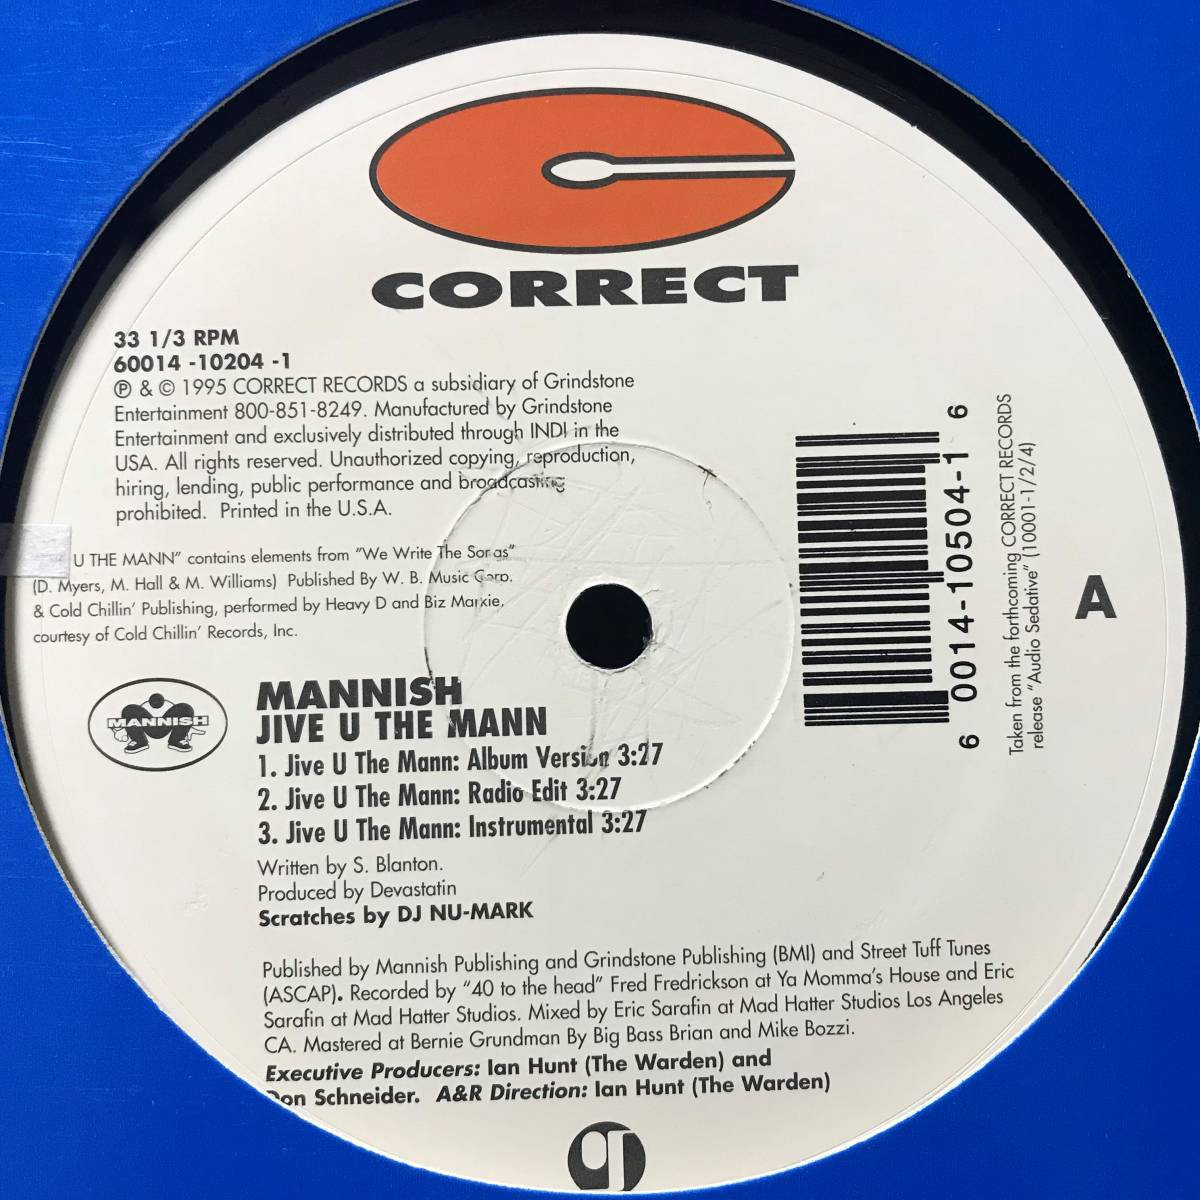 CORRECT
33 1/3 RPM
60014 -10204 -1
℗ & © 1995 CORRECT RECORDS a subsidiary of Grindstone
Entertainment 800-851-8249. Manufactured by Grindstone
Entertainment and exclusively distributed through INDI in the
USA. All rights reserved. Unauthorized copying, reproduction,
hiring, lending, public performance and broadcasting
prohibited. Printed in the U.S.A.
U THE MANN" contains elements from "We Write The Songs"
(D. Myers, M. Hall & M. Williams) Published By W. B. Music Corp.
& Cold Chillin' Publishing, performed by Heavy D and Biz Markie,
courtesy of Cold Chillin' Records, Inc.
MANNISH
MANNISH
JIVE U THE MANN
1. Jive U The Mann: Album Version 3:27
2. Jive U The Mann: Radio Edit 3:27
3. Jive U The Mann: Instrumental 3:27
Written by S. Blanton.
Produced by Devastatin
Scratches by DJ NU-MARK
Published by Mannish Publishing and Grindstone Publishing (BMI) and Street Tuff Tunes
(ASCAP). Recorded by "40 to the head" Fred Fredrickson at Ya Momma's House and Eric
Sarafin at Mad Hatter Studios. Mixed by Eric Sarafin at Mad Hatter Studios Los Angeles
CA. Mastered at Bernie Grundman By Big Bass Brian and Mike Bozzi.
Executive Producers: Ian Hunt (The Warden) and
Don Schneider. A&R Direction: Ian Hunt (The Warden)
6 0014-10504-1 6
Taken from the forthcoming CORRECT RECORDS
release "Audio Sedative" (10001-1/2/4)
A